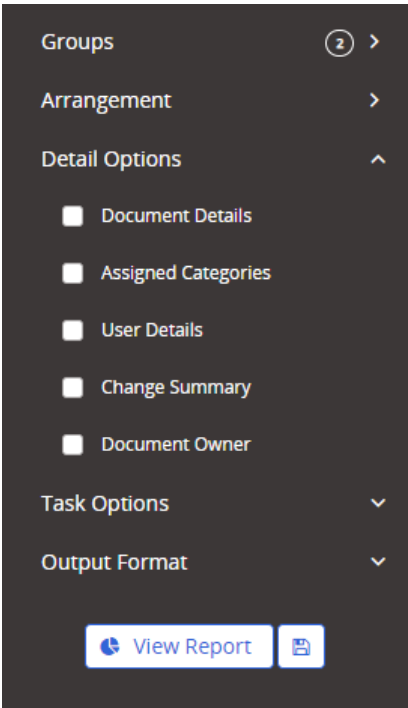 Groups 2
Arrangement
Detail Options
Document Details
Assigned Categories
User Details
Change Summary
Document Owner
Task Options
Output Format
View Report